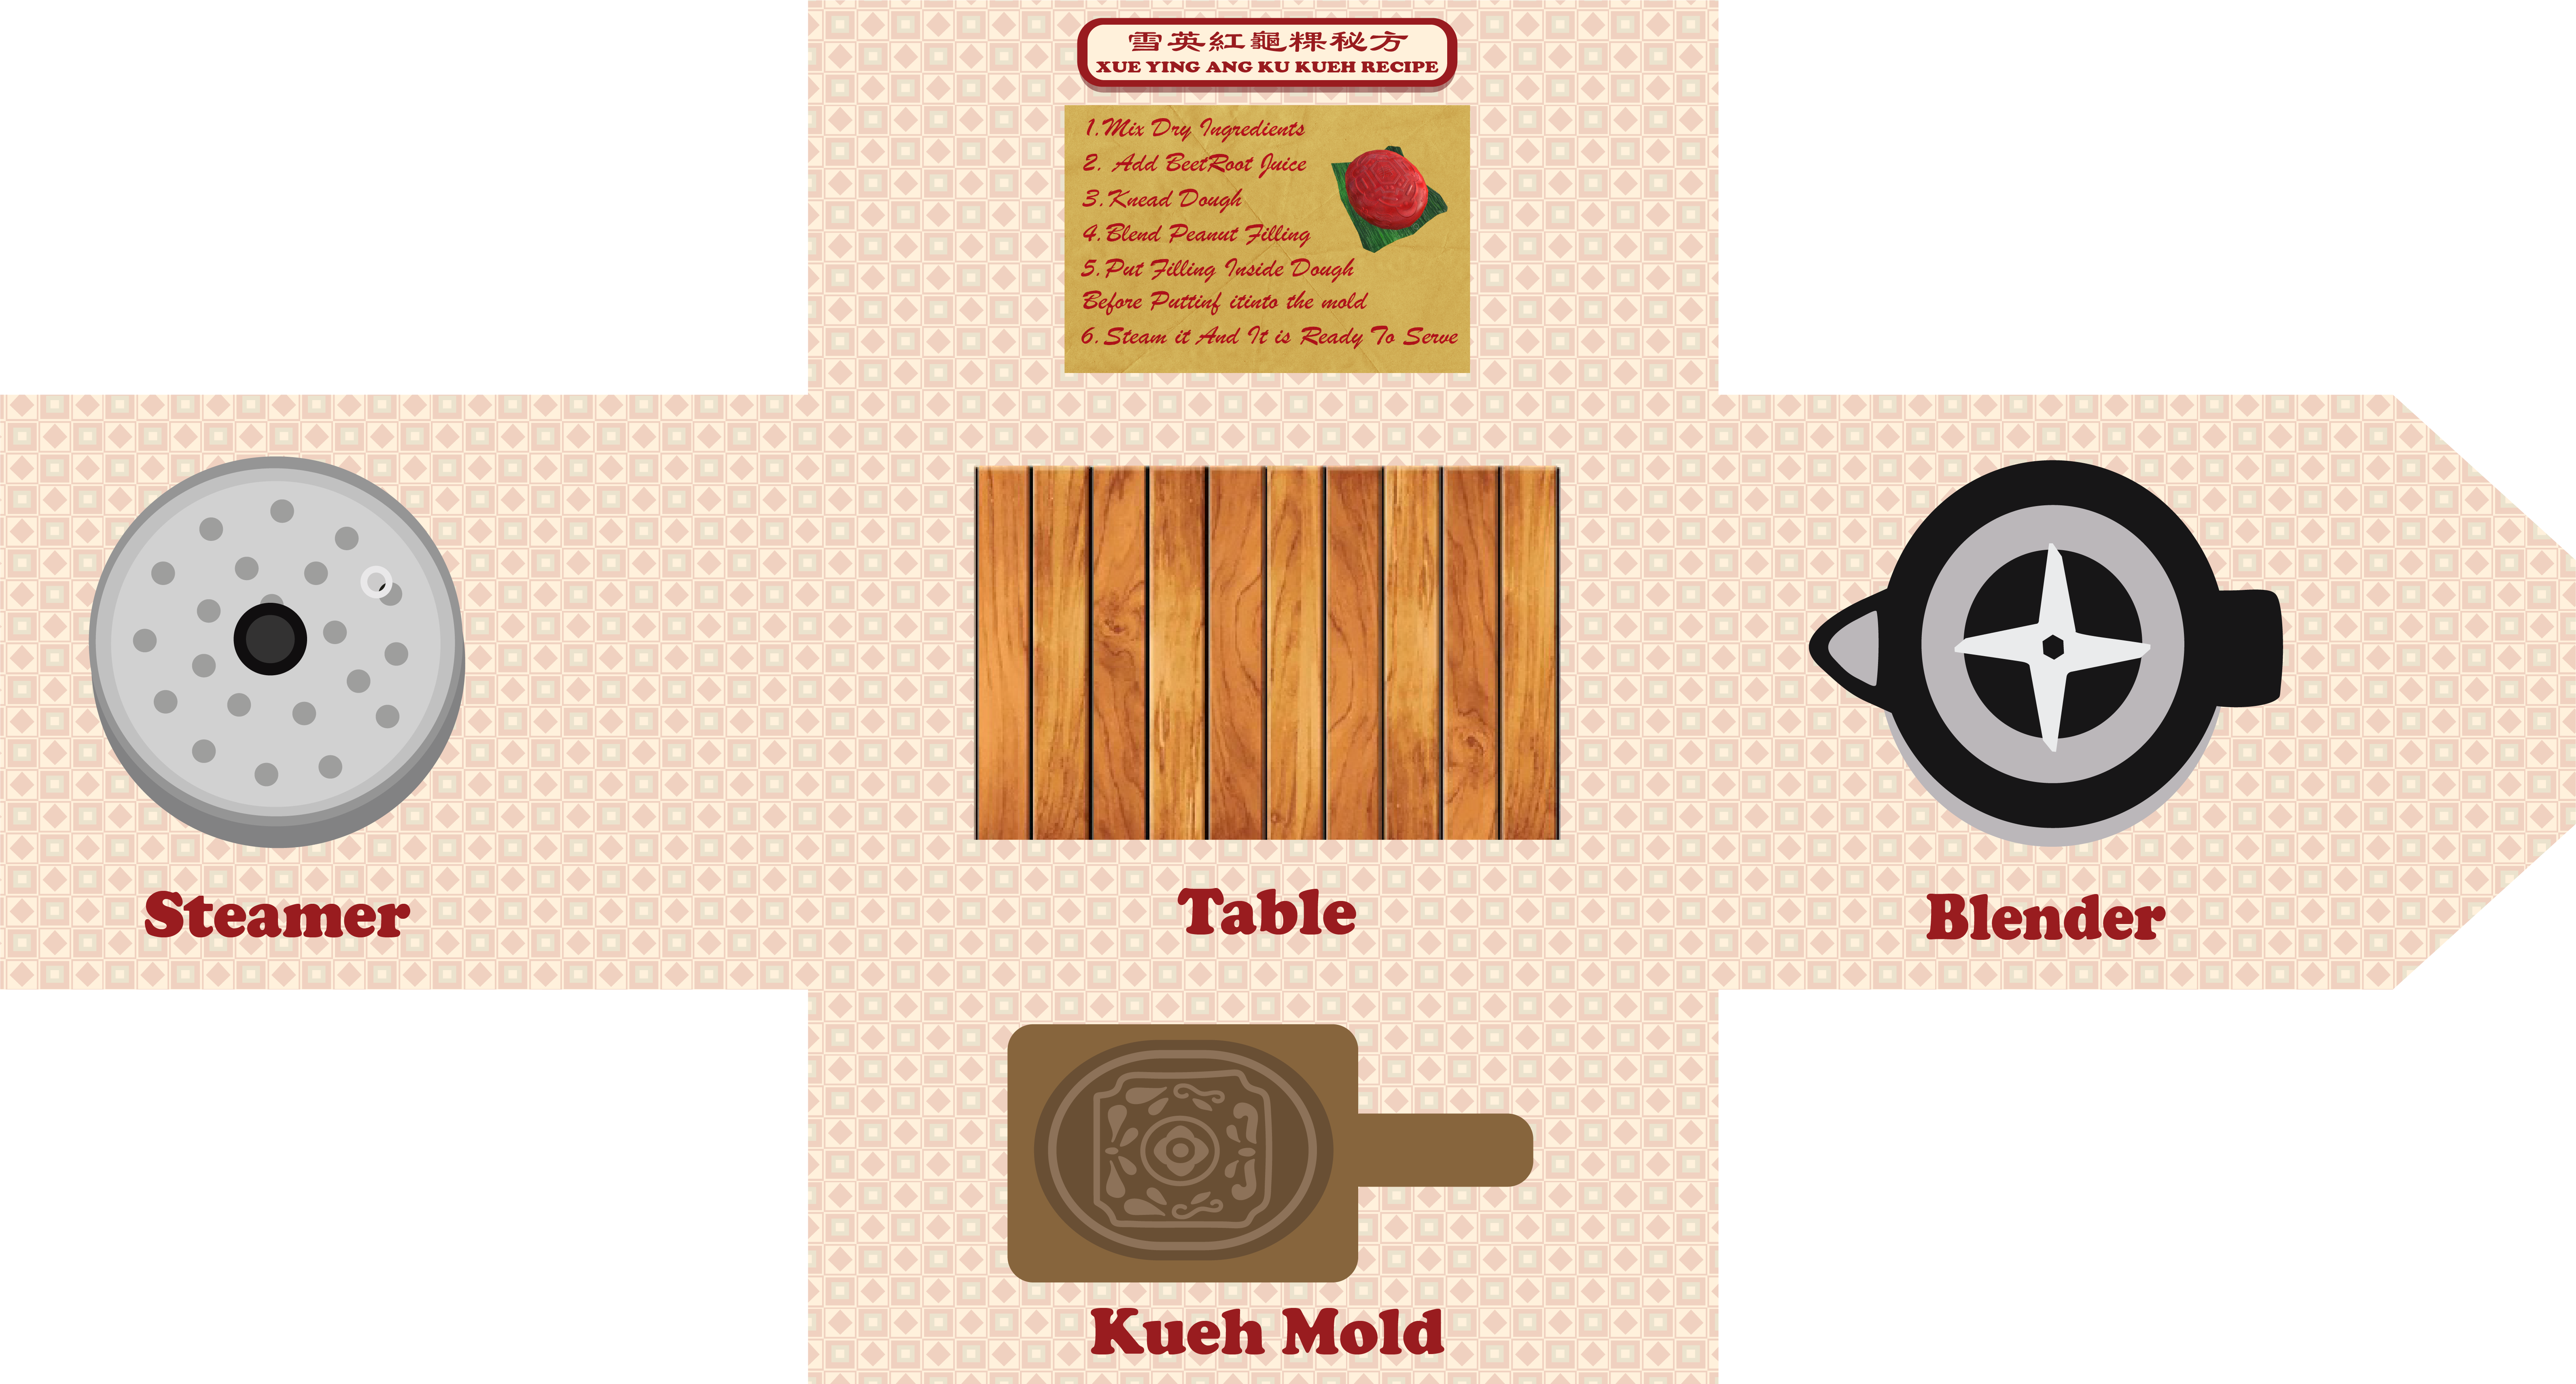 雪英紅龜粿秘方
XUE YING ANG KU KUEH RECIPE
1.Mix Dry Ingredients
2. Add BeetRoot Juice
3.Knead Dough
4.Blend Peanut Filling
5.Put Filling Inside Dough
Before Puttinf itinto the mold
6.Steam it And It is Ready To Serve
Steamer
Table
Blender
Kueh Mold